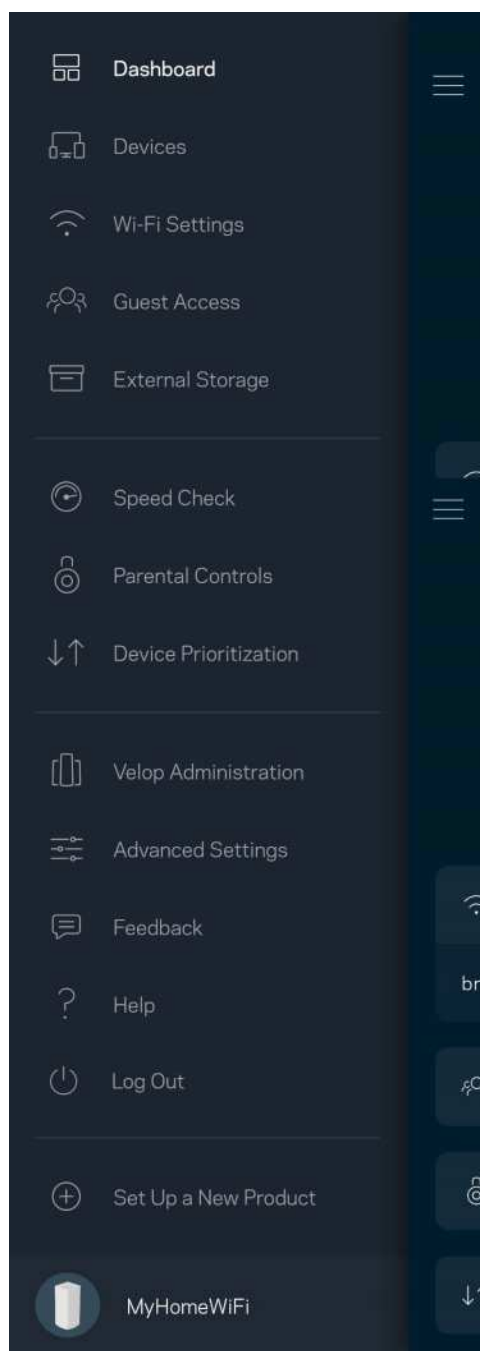 Dashboard
Devices
Wi-Fi Settings
Guest Access
External Storage
Speed Check
Parental Controls
Device Prioritization
Velop Administration
Advanced Settings
Feedback
br
? Help
Log Out
Set Up a New Product
MyHomeWiFi